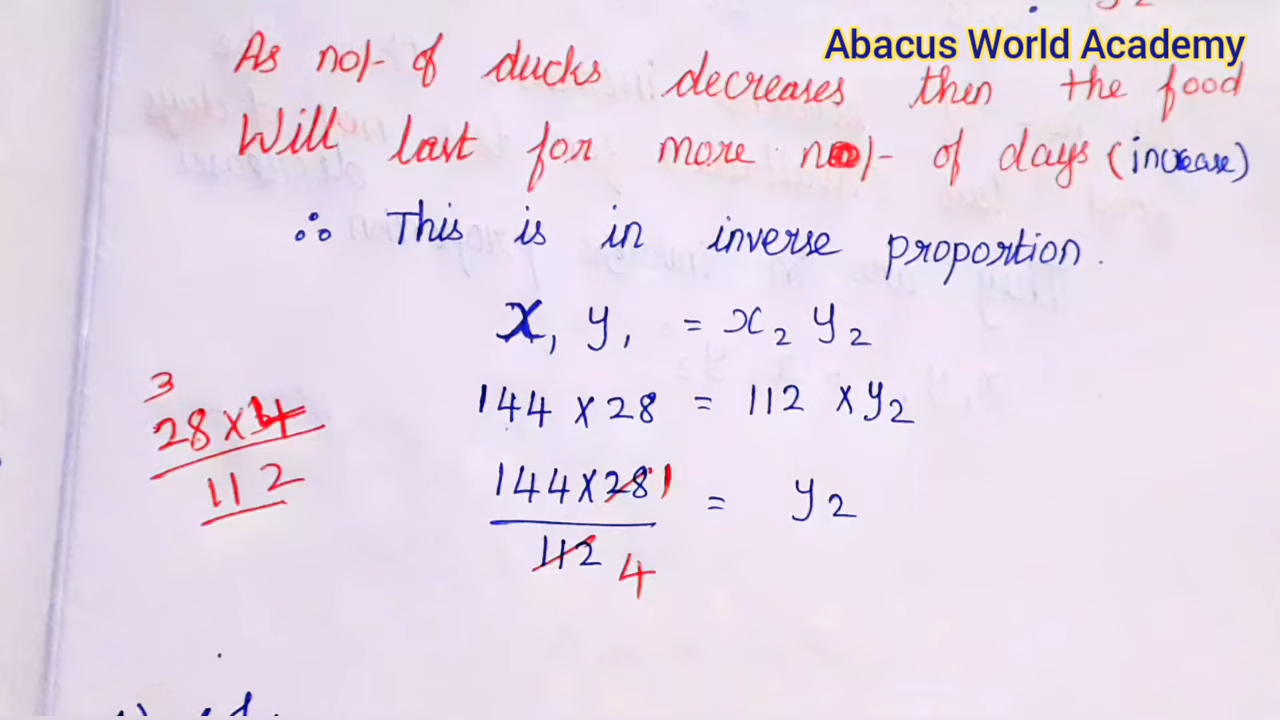 Abacus World Academy
As no/- of ducks decreases then the food
Will last for more no/- of days (increase)
∴ This is in inverse proportion.
x₁ y₁ = x₂ y₂
3
28 x 4
112
144 x 28 = 112 x y₂
144 x 28 1 = y₂
112 4